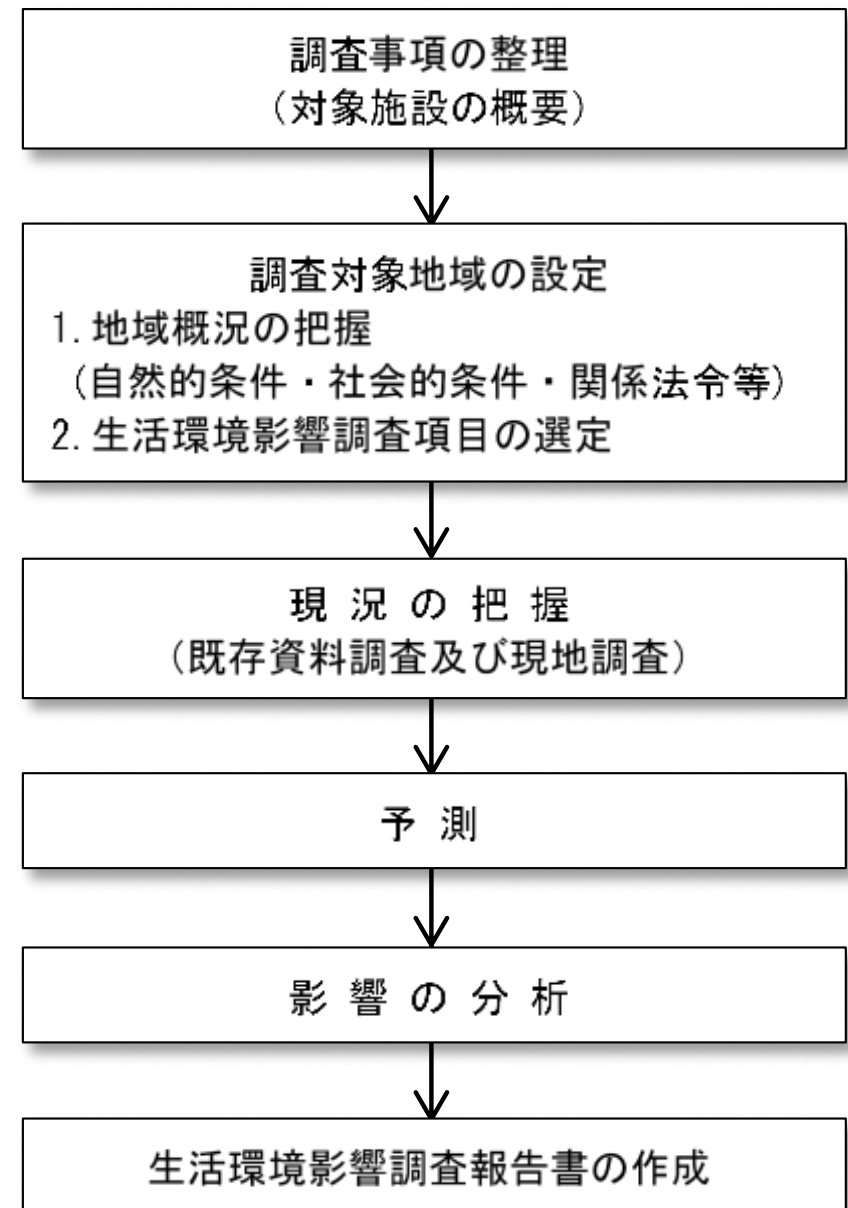 調査事項の整理
（対象施設の概要）
調査対象地域の設定
1. 地域概況の把握
（自然的条件・社会的条件・関係法令等）
2. 生活環境影響調査項目の選定
現 況 の 把 握
（既存資料調査及び現地調査）
予 測
影 響 の 分 析
生活環境影響調査報告書の作成